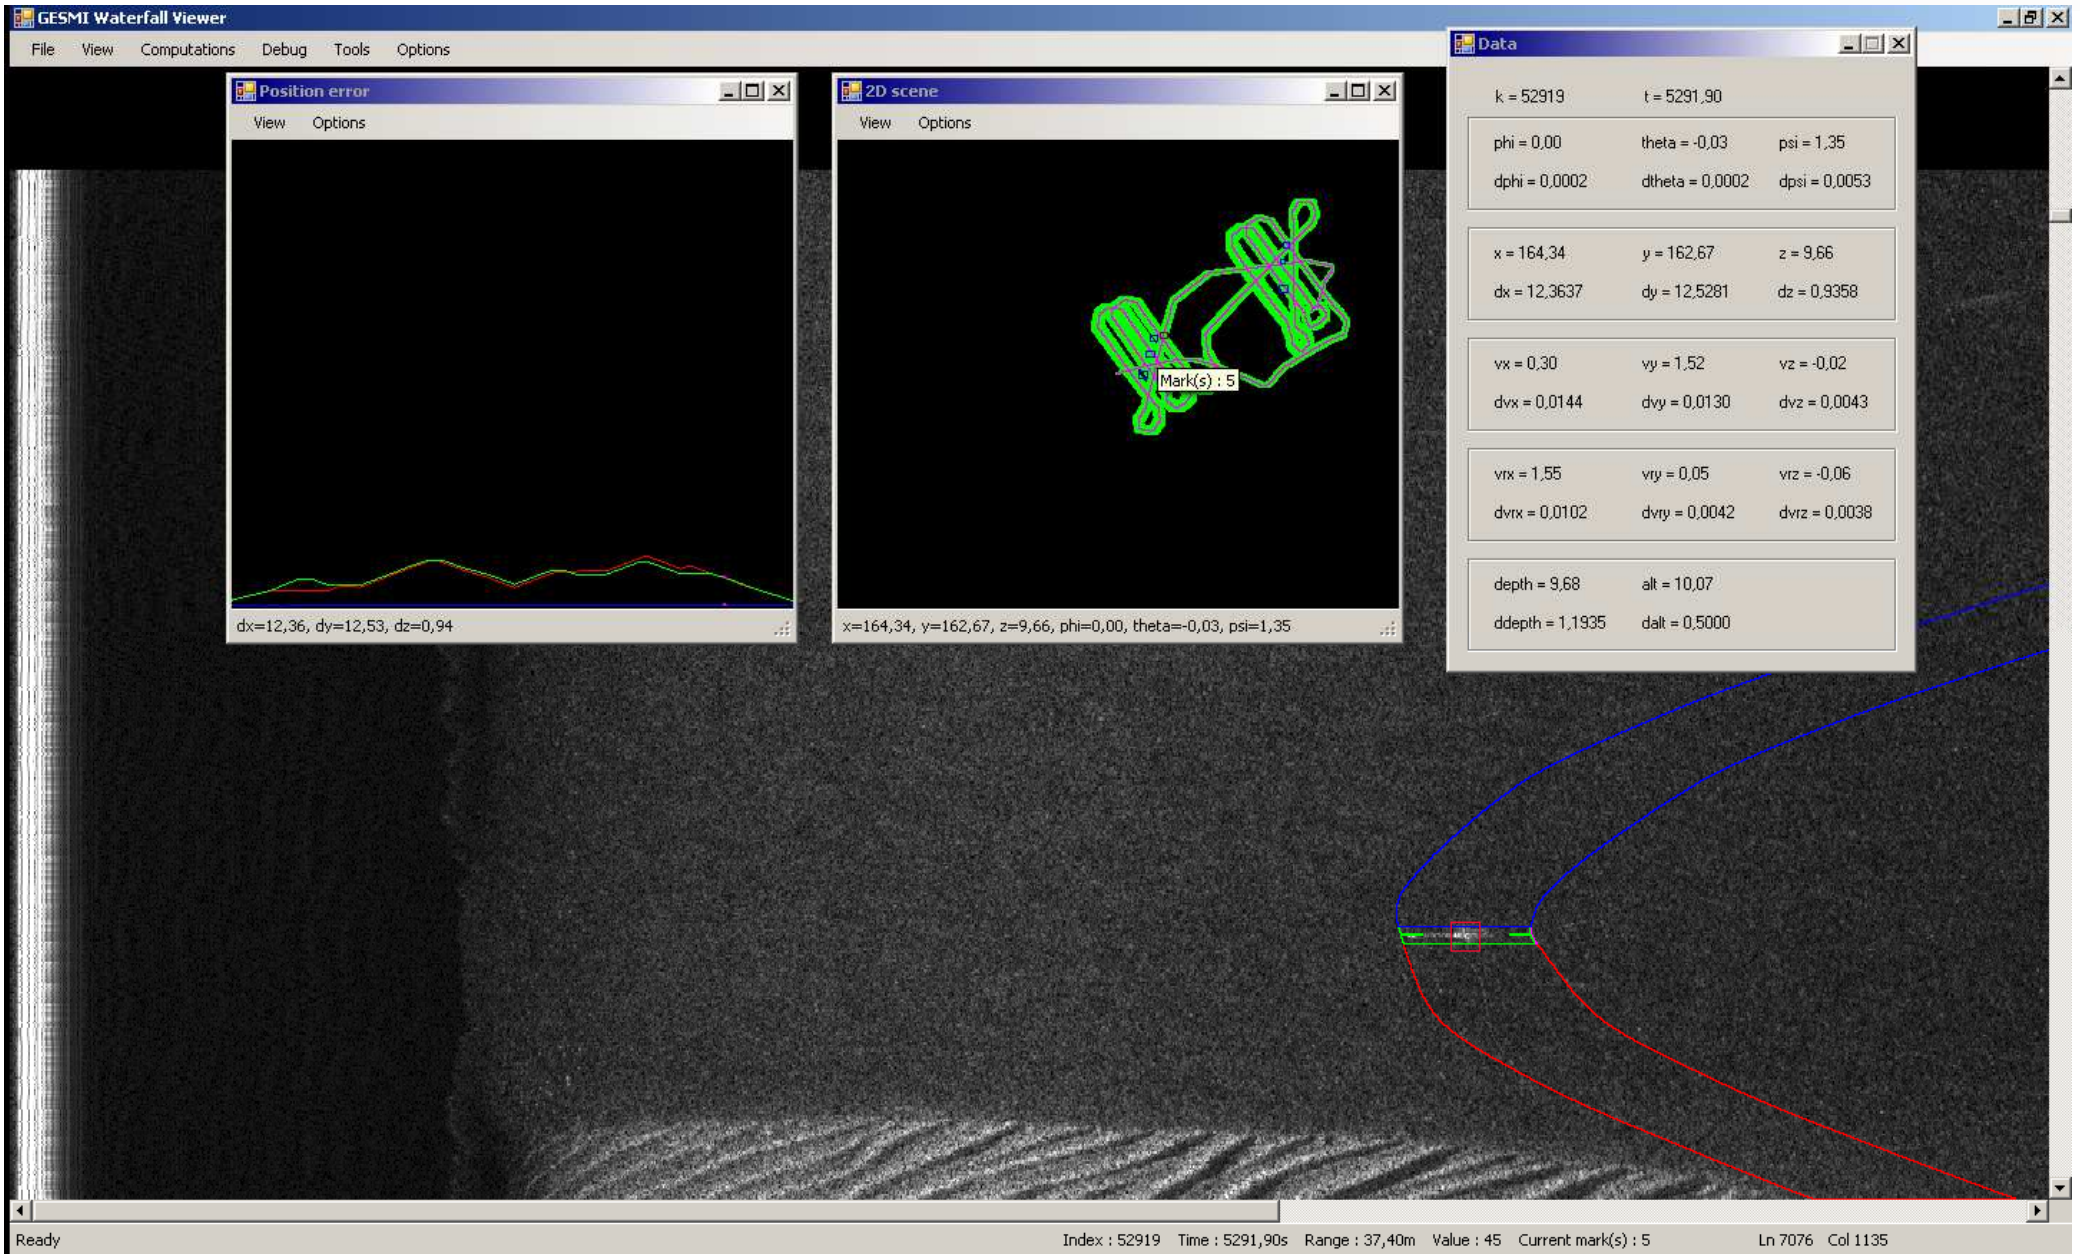 GESMI Waterfall Viewer
File View Computations Debug Tools Options
Position error
View Options
dx=12,36, dy=12,53, dz=0,94
2D scene
View Options
Mark(s) : 5
x=164,34, y=162,67, z=9,66, phi=0,00, theta=-0,03, psi=1,35
Data
k = 52919 t = 5291,90
phi = 0,00 theta = -0,03 psi = 1,35
dphi = 0,0002 dtheta = 0,0002 dpsi = 0,0053
x = 164,34 y = 162,67 z = 9,66
dx = 12,3637 dy = 12,5281 dz = 0,9358
vx = 0,30 vy = 1,52 vz = -0,02
dvx = 0,0144 dvy = 0,0130 dvz = 0,0043
vrx = 1,55 vry = 0,05 vrz = -0,06
dvrx = 0,0102 dvry = 0,0042 dvrz = 0,0038
depth = 9,68 alt = 10,07
ddepth = 1,1935 dalt = 0,5000
Ready Index : 52919 Time : 5291,90s Range : 37,40m Value : 45 Current mark(s) : 5 Ln 7076 Col 1135